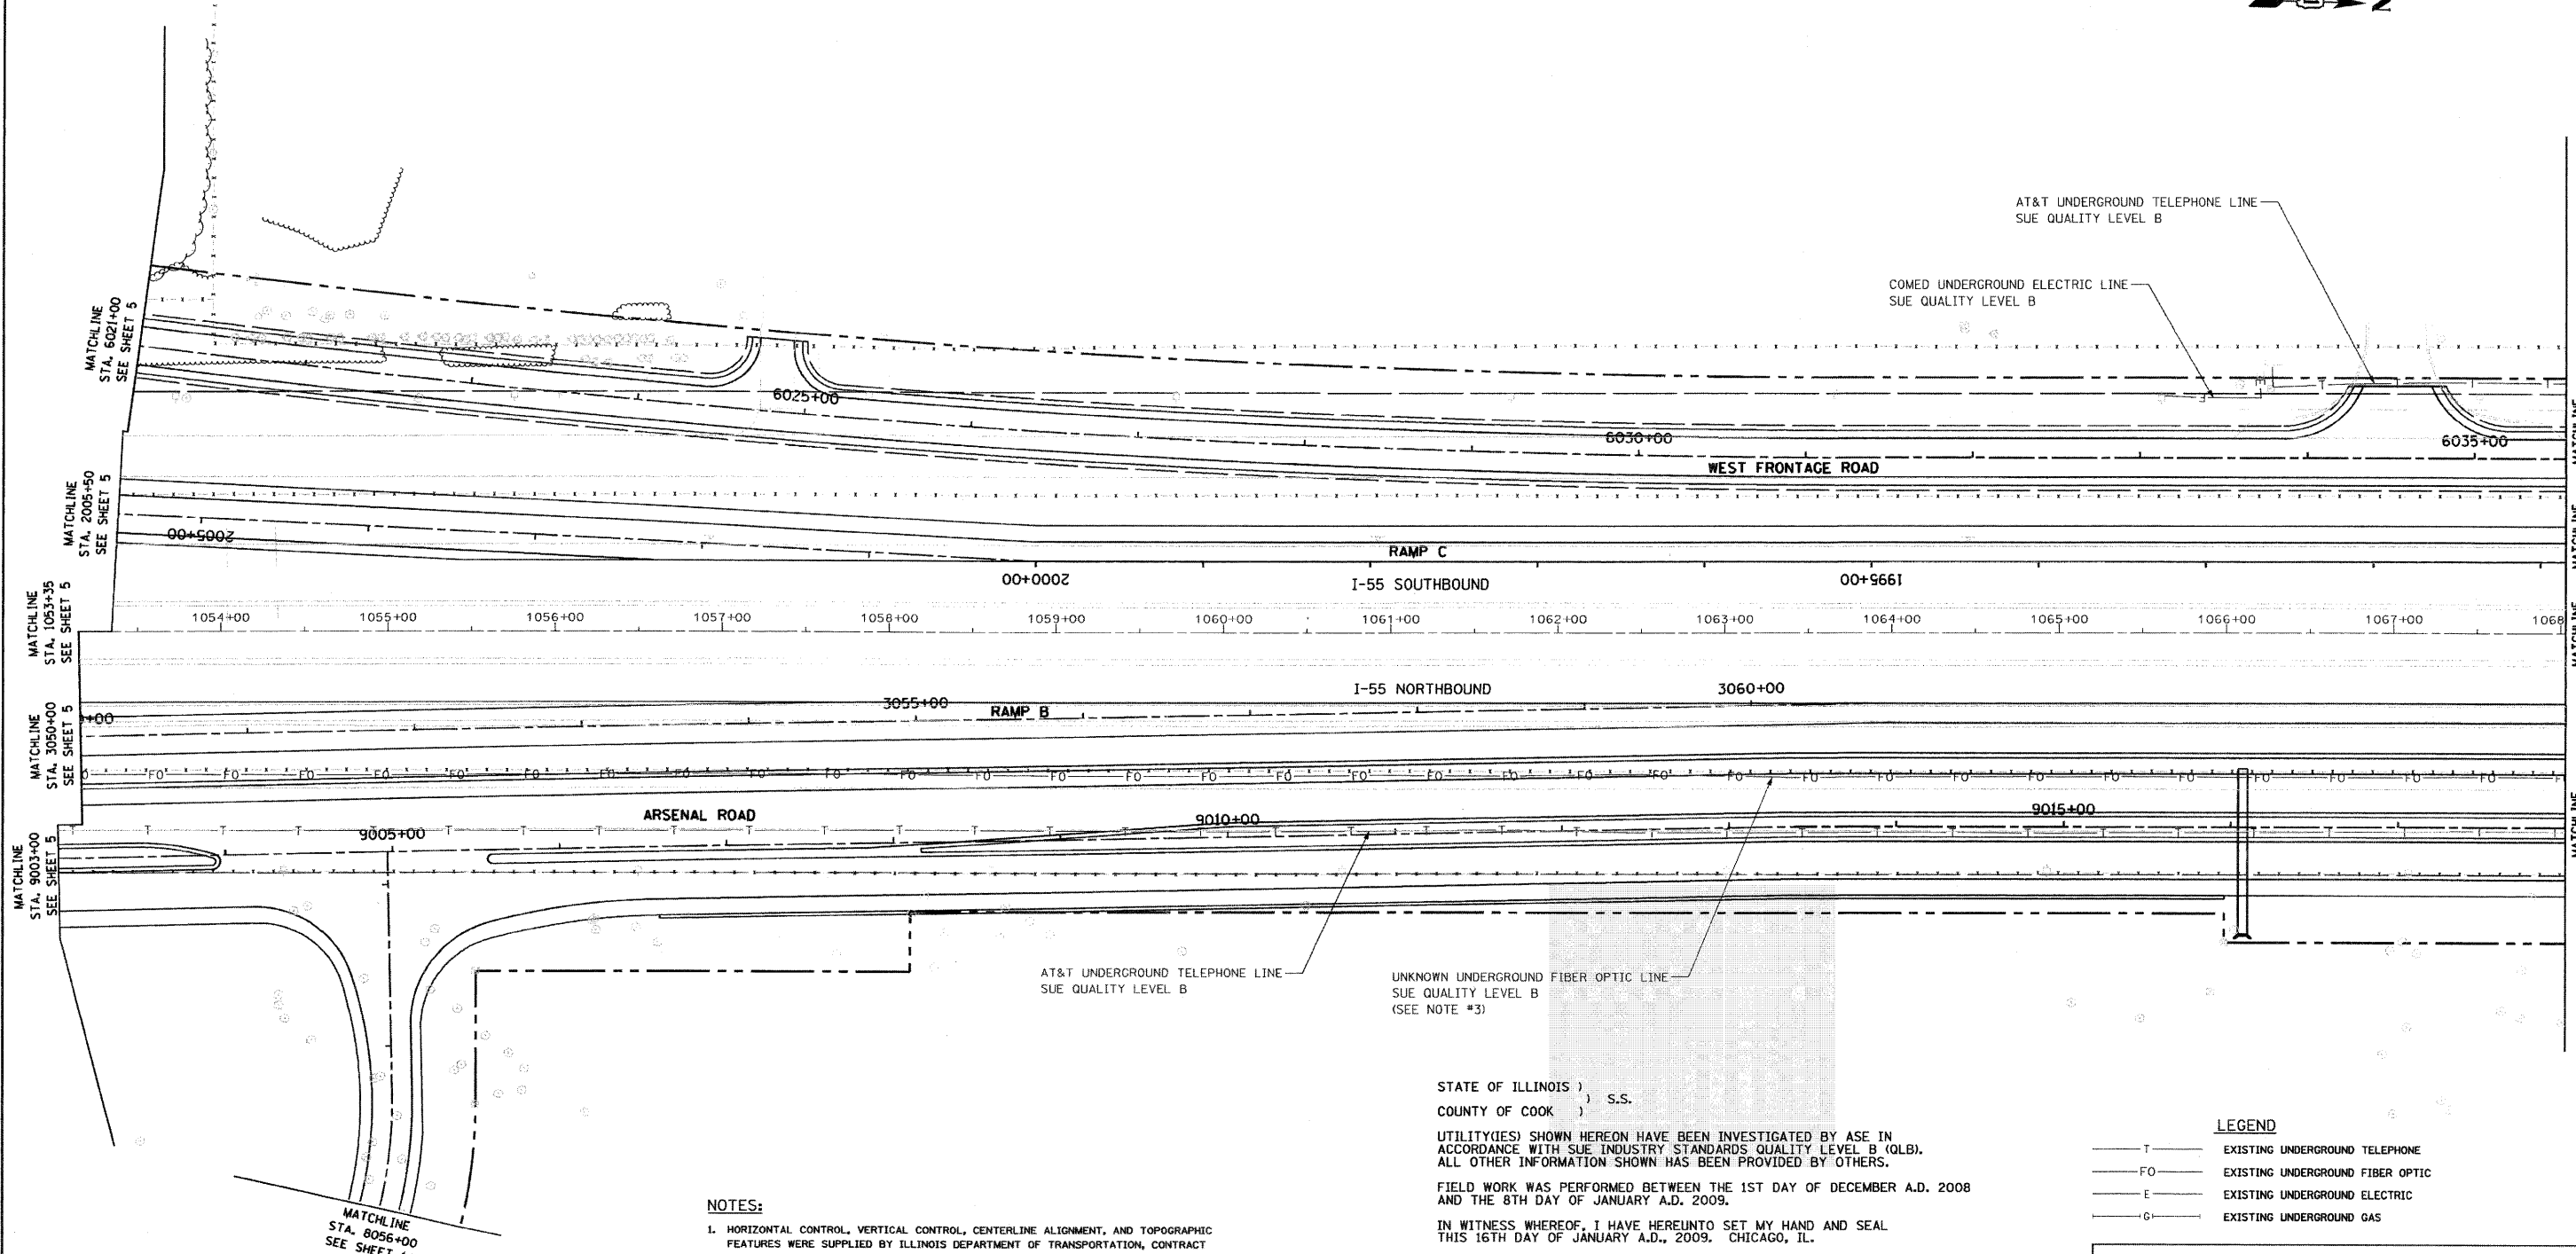 N
AT&T UNDERGROUND TELEPHONE LINE
SUE QUALITY LEVEL B
COMED UNDERGROUND ELECTRIC LINE
SUE QUALITY LEVEL B
MATCHLINE
STA. 6021+00
SEE SHEET 5
6025+00
6030+00
6035+00
WEST FRONTAGE ROAD
MATCHLINE
STA. 2005+50
SEE SHEET 5
2005+00
RAMP C
2000+00
I-55 SOUTHBOUND
1995+00
MATCHLINE
STA. 1053+35
SEE SHEET 5
1054+00
1055+00
1056+00
1057+00
1058+00
1059+00
1060+00
1061+00
1062+00
1063+00
1064+00
1065+00
1066+00
1067+00
1068
I-55 NORTHBOUND
3055+00
RAMP B
3060+00
MATCHLINE
STA. 3050+00
SEE SHEET 5
+00
ARSENAL ROAD
9005+00
9010+00
9015+00
MATCHLINE
STA. 9003+00
SEE SHEET 5
MATCHLINE
MATCHLINE
MATCHLINE
MATCHLINE
AT&T UNDERGROUND TELEPHONE LINE
SUE QUALITY LEVEL B
UNKNOWN UNDERGROUND FIBER OPTIC LINE
SUE QUALITY LEVEL B
(SEE NOTE #3)
MATCHLINE
STA. 8056+00
SEE SHEET
NOTES:
1. HORIZONTAL CONTROL, VERTICAL CONTROL, CENTERLINE ALIGNMENT, AND TOPOGRAPHIC
FEATURES WERE SUPPLIED BY ILLINOIS DEPARTMENT OF TRANSPORTATION, CONTRACT
STATE OF ILLINOIS )
) S.S.
COUNTY OF COOK )
UTILITY(IES) SHOWN HEREON HAVE BEEN INVESTIGATED BY ASE IN
ACCORDANCE WITH SUE INDUSTRY STANDARDS QUALITY LEVEL B (QLB).
ALL OTHER INFORMATION SHOWN HAS BEEN PROVIDED BY OTHERS.
FIELD WORK WAS PERFORMED BETWEEN THE 1ST DAY OF DECEMBER A.D. 2008
AND THE 8TH DAY OF JANUARY A.D. 2009.
IN WITNESS WHEREOF, I HAVE HEREUNTO SET MY HAND AND SEAL
THIS 16TH DAY OF JANUARY A.D., 2009. CHICAGO, IL.
LEGEND
T EXISTING UNDERGROUND TELEPHONE
FO EXISTING UNDERGROUND FIBER OPTIC
E EXISTING UNDERGROUND ELECTRIC
G EXISTING UNDERGROUND GAS